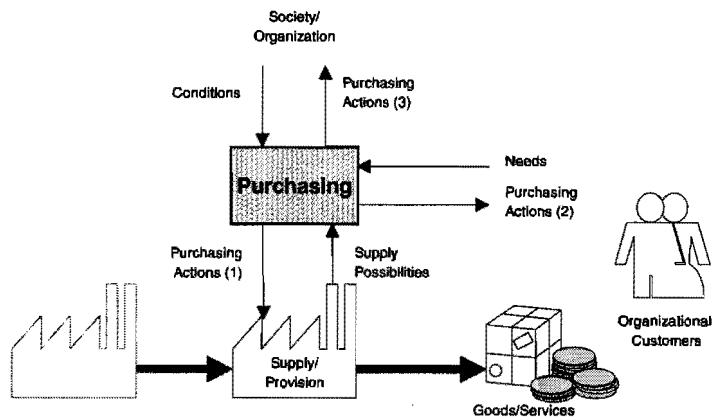 Society/
Organization
Conditions
Purchasing
Actions (3)
Purchasing
Needs
Purchasing
Actions (2)
Purchasing
Actions (1)
Supply
Possibilities
Organizational
Customers
Supply/
Provision
Goods/Services